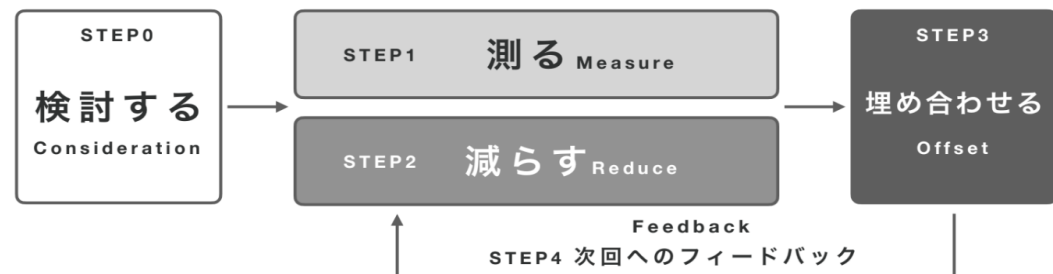 STEP0
検討する
Consideration
STEP1 測る Measure
STEP2 減らす Reduce
STEP3
埋め合わせる
Offset
Feedback
STEP4 次回へのフィードバック